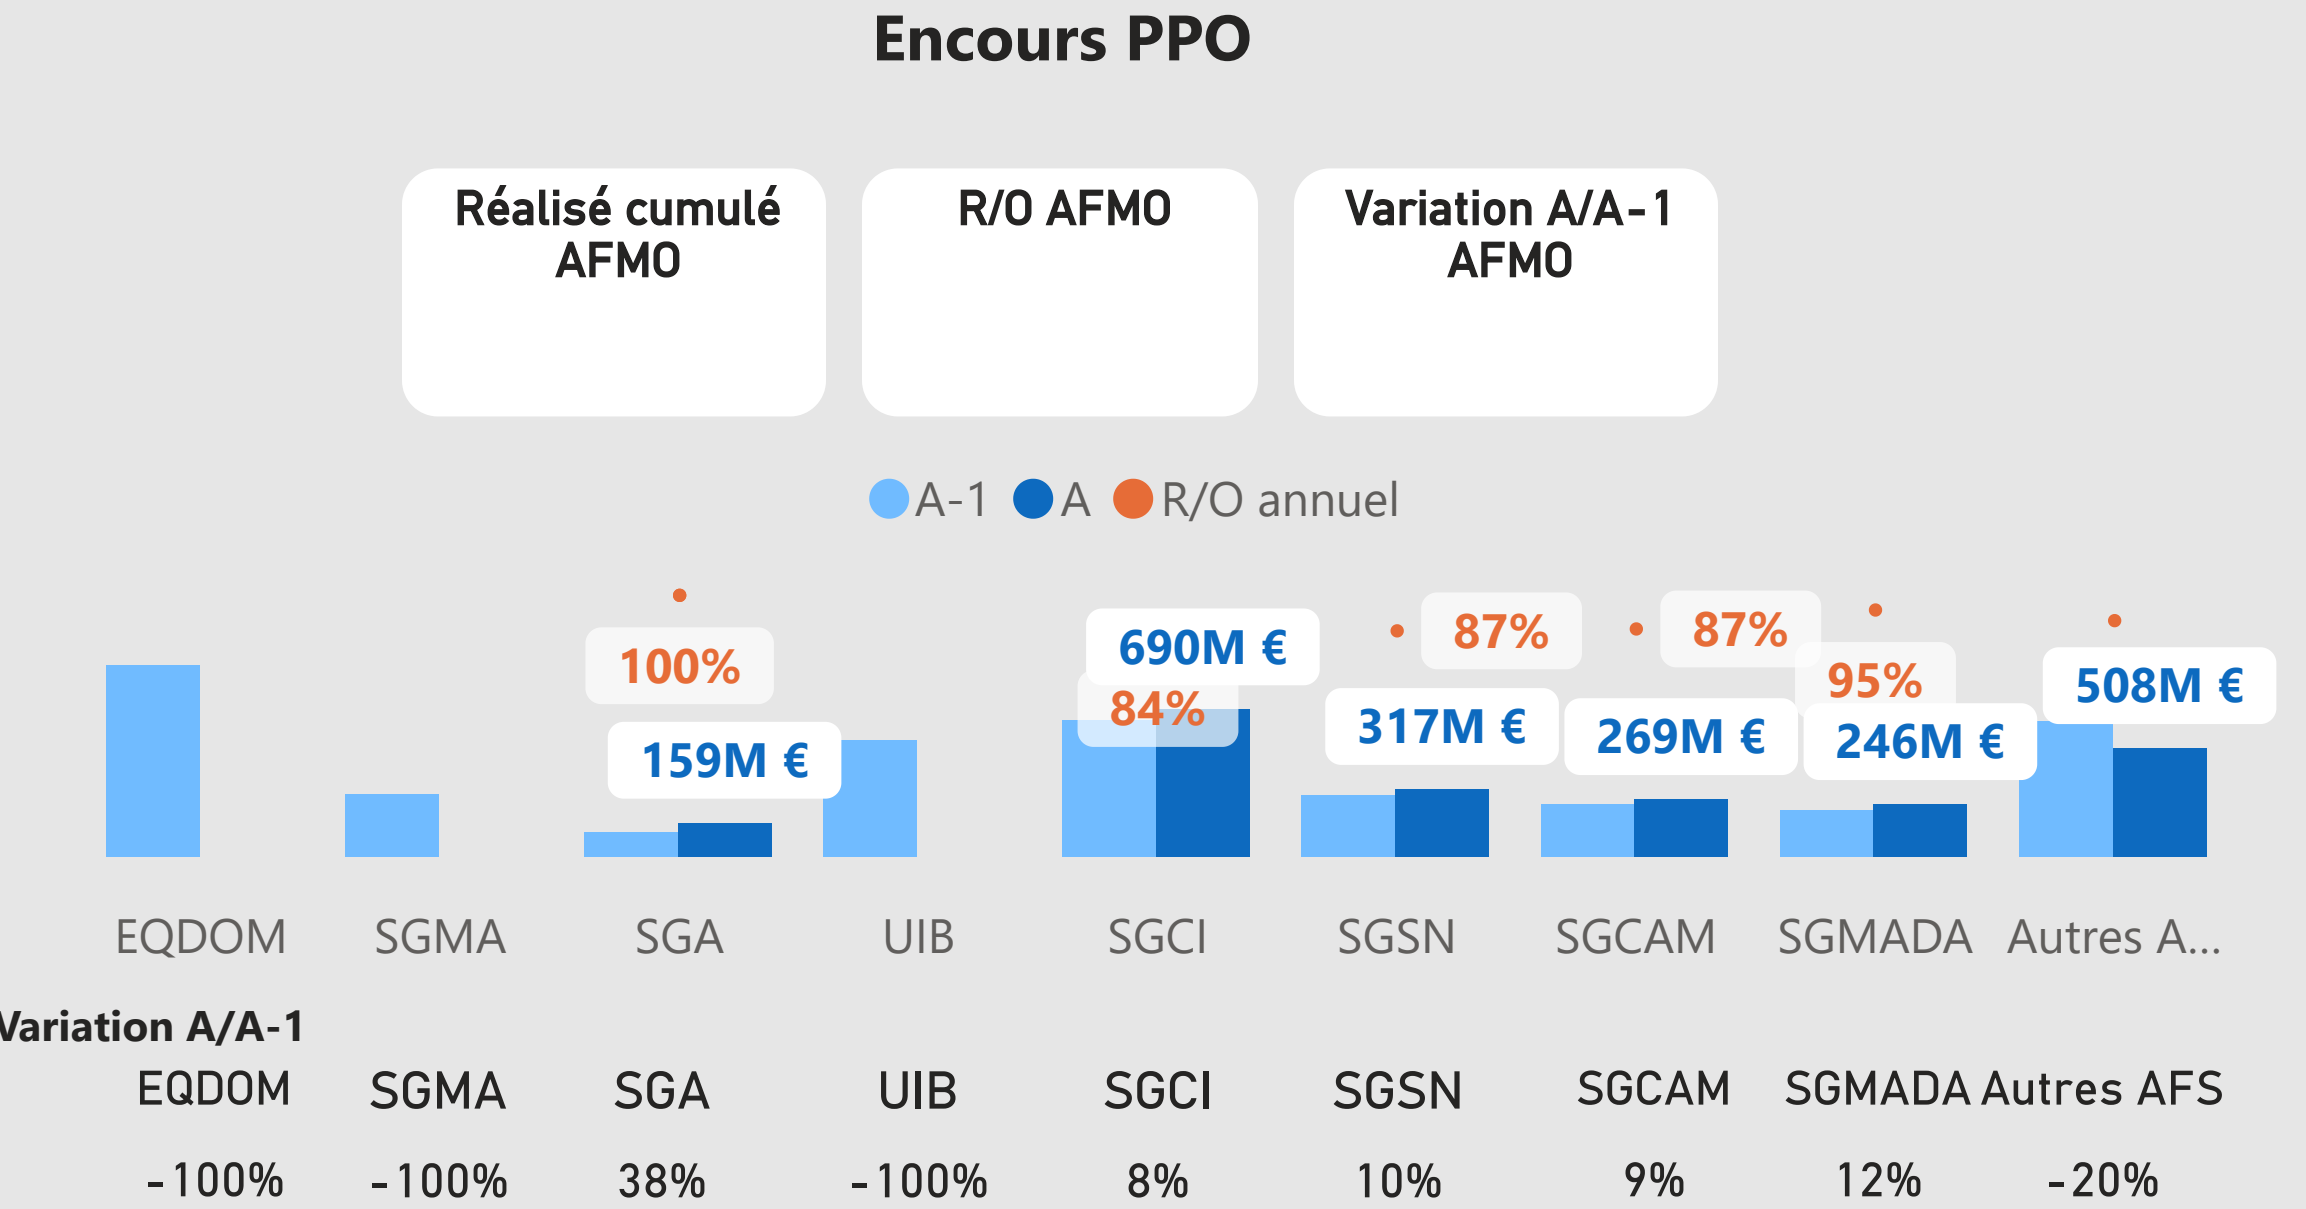 Encours PPO
Réalisé cumulé
AFMO
R/O AFMO
Variation A/A-1
AFMO
A-1 A R/O annuel
100%
159M €
690M €
84%
87%
317M €
87%
269M €
95%
246M €
508M €
EQDOM SGMA SGA UIB SGCI SGSN SGCAM SGMADA Autres A...
Variation A/A-1
EQDOM SGMA SGA UIB SGCI SGSN SGCAM SGMADA Autres AFS
-100% -100% 38% -100% 8% 10% 9% 12% -20%